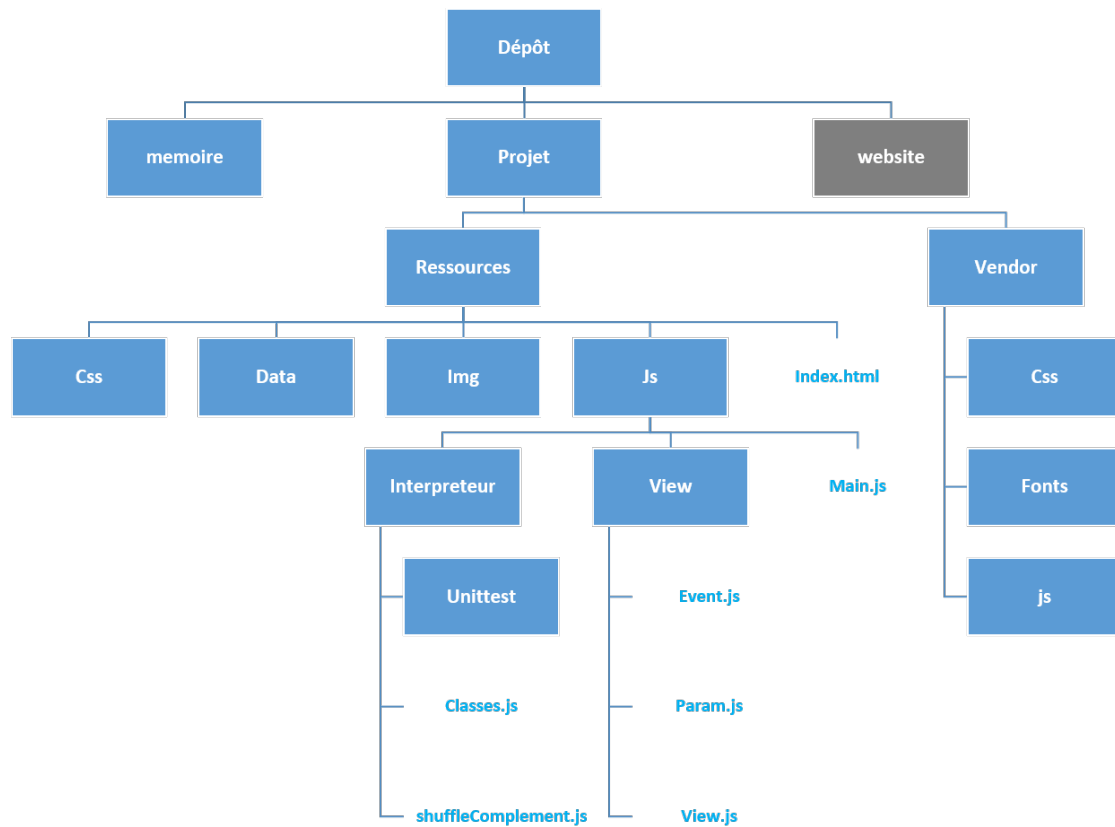 Dépôt
memoire
Projet
website
Ressources
Vendor
Css
Data
Img
Js
Index.html
Css
Interpreteur
View
Main.js
Fonts
Unittest
Event.js
js
Classes.js
Param.js
shuffleComplement.js
View.js